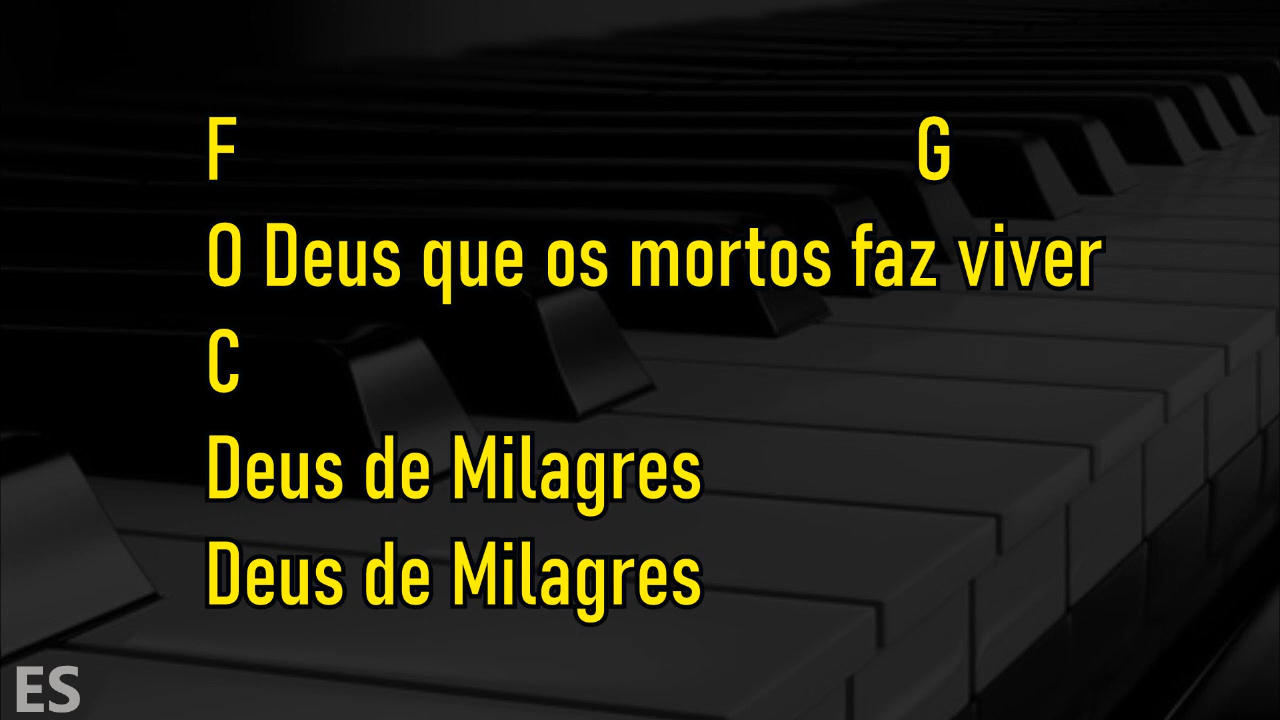 F G
O Deus que os mortos faz viver
C
Deus de Milagres
Deus de Milagres
ES